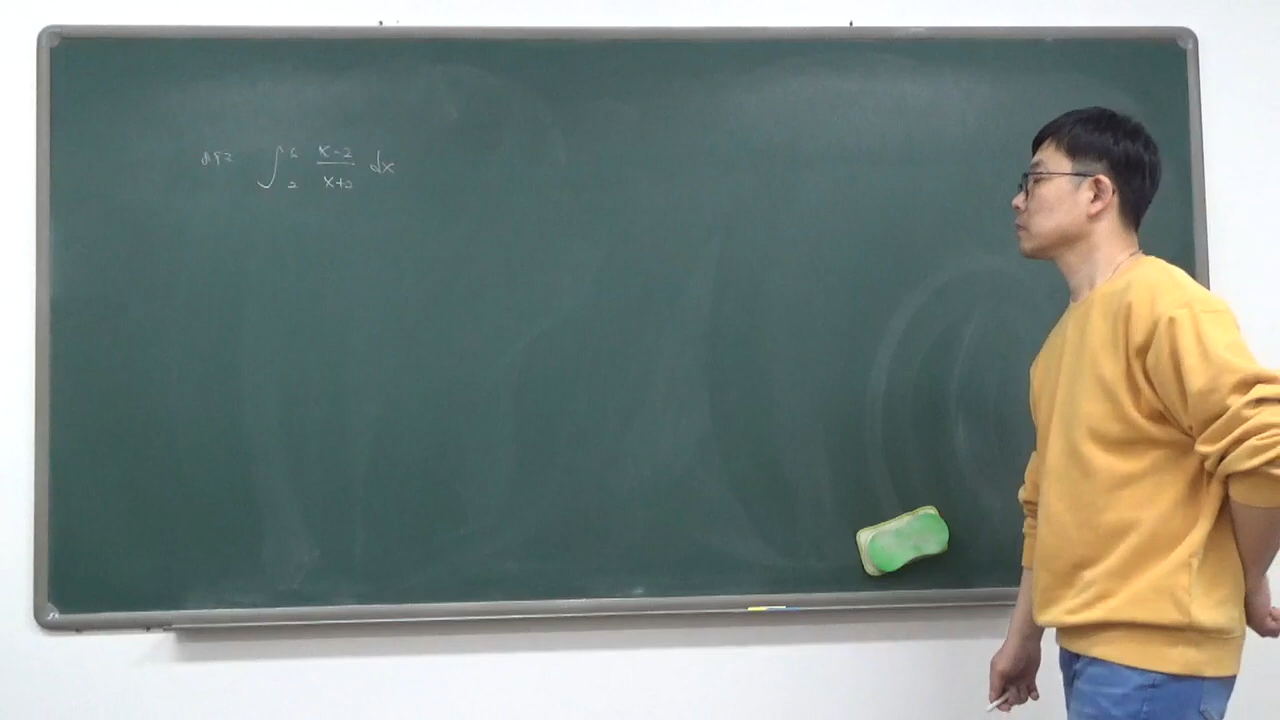 ∫₂⁶ (x-2)/(x+2) dx